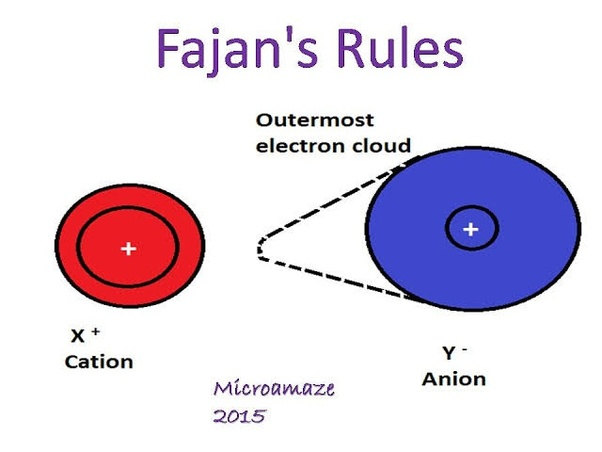 Fajan's Rules
Outermost
electron cloud
+
+
X +
Cation
Y -
Anion
Microamaze
2015